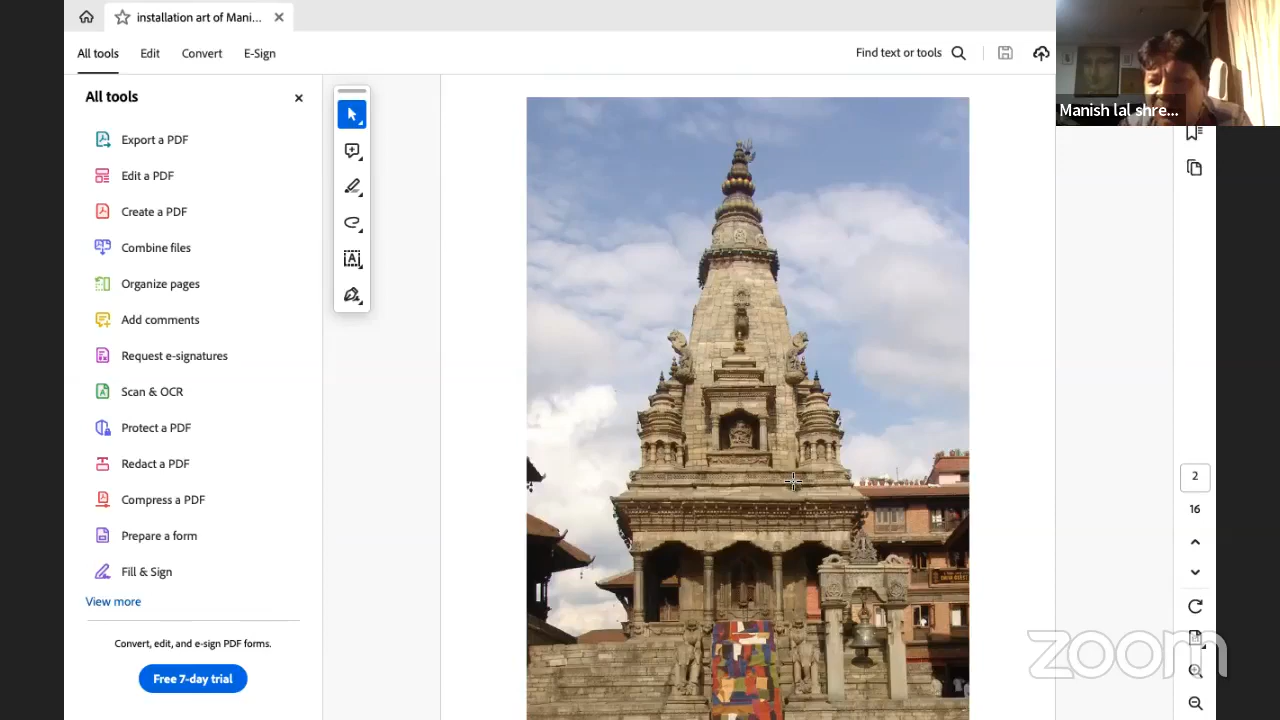 installation art of Mani...
All tools
Edit
Convert
E-Sign
Find text or tools
Manish lal shre...
All tools
Export a PDF
Edit a PDF
Create a PDF
Combine files
Organize pages
Add comments
Request e-signatures
Scan & OCR
Protect a PDF
Redact a PDF
Compress a PDF
Prepare a form
Fill & Sign
View more
Convert, edit, and e-sign PDF forms.
Free 7-day trial
2
16
zoom